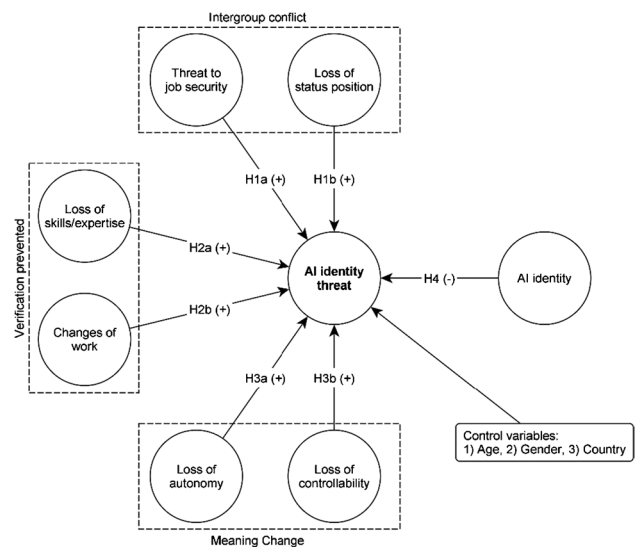 Intergroup conflict
Threat to
job security
Loss of
status position
H1a (+)
H1b (+)
Verification prevented
Loss of
skills/expertise
H2a (+)
AI identity
threat
H4 (-)
AI identity
Changes of
work
H2b (+)
H3a (+)
H3b (+)
Control variables:
1) Age, 2) Gender, 3) Country
Loss of
autonomy
Loss of
controllability
Meaning Change